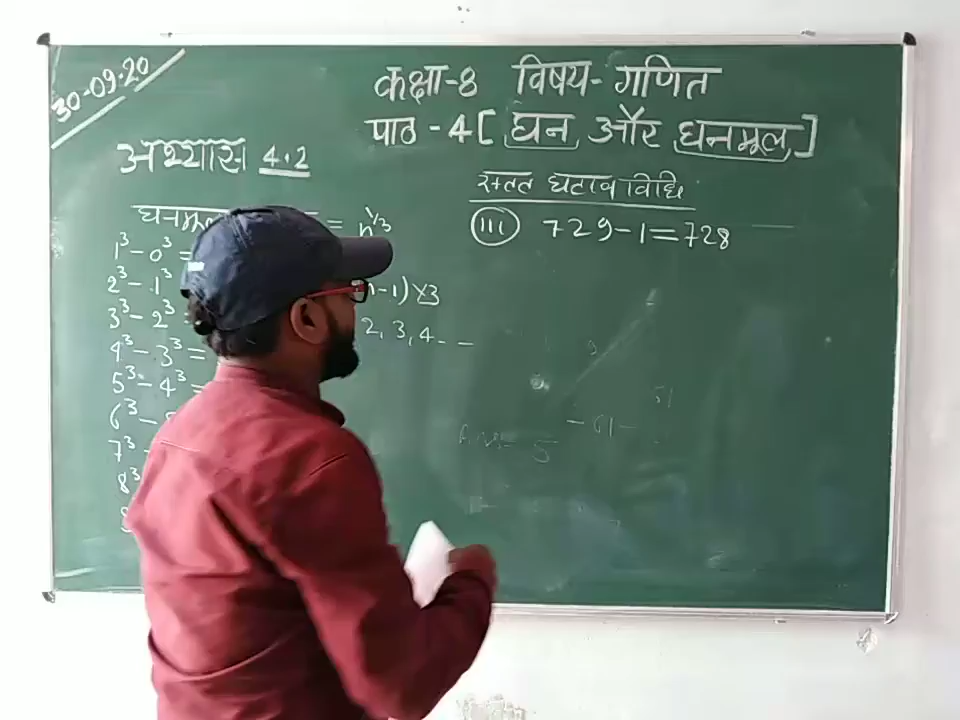 30-09-20
कक्षा-8 विषय- गणित
पाठ -4 [घन और घनमूल]
अभ्यास 4.2
सतत घटाव विधि
(III) 729-1=728
= n^1/3
1³-0³ =
2³-1³
n-1)×3
3³-2³
2, 3, 4---
4³-3³ =
5³-4³ =
6³-
7³
8³